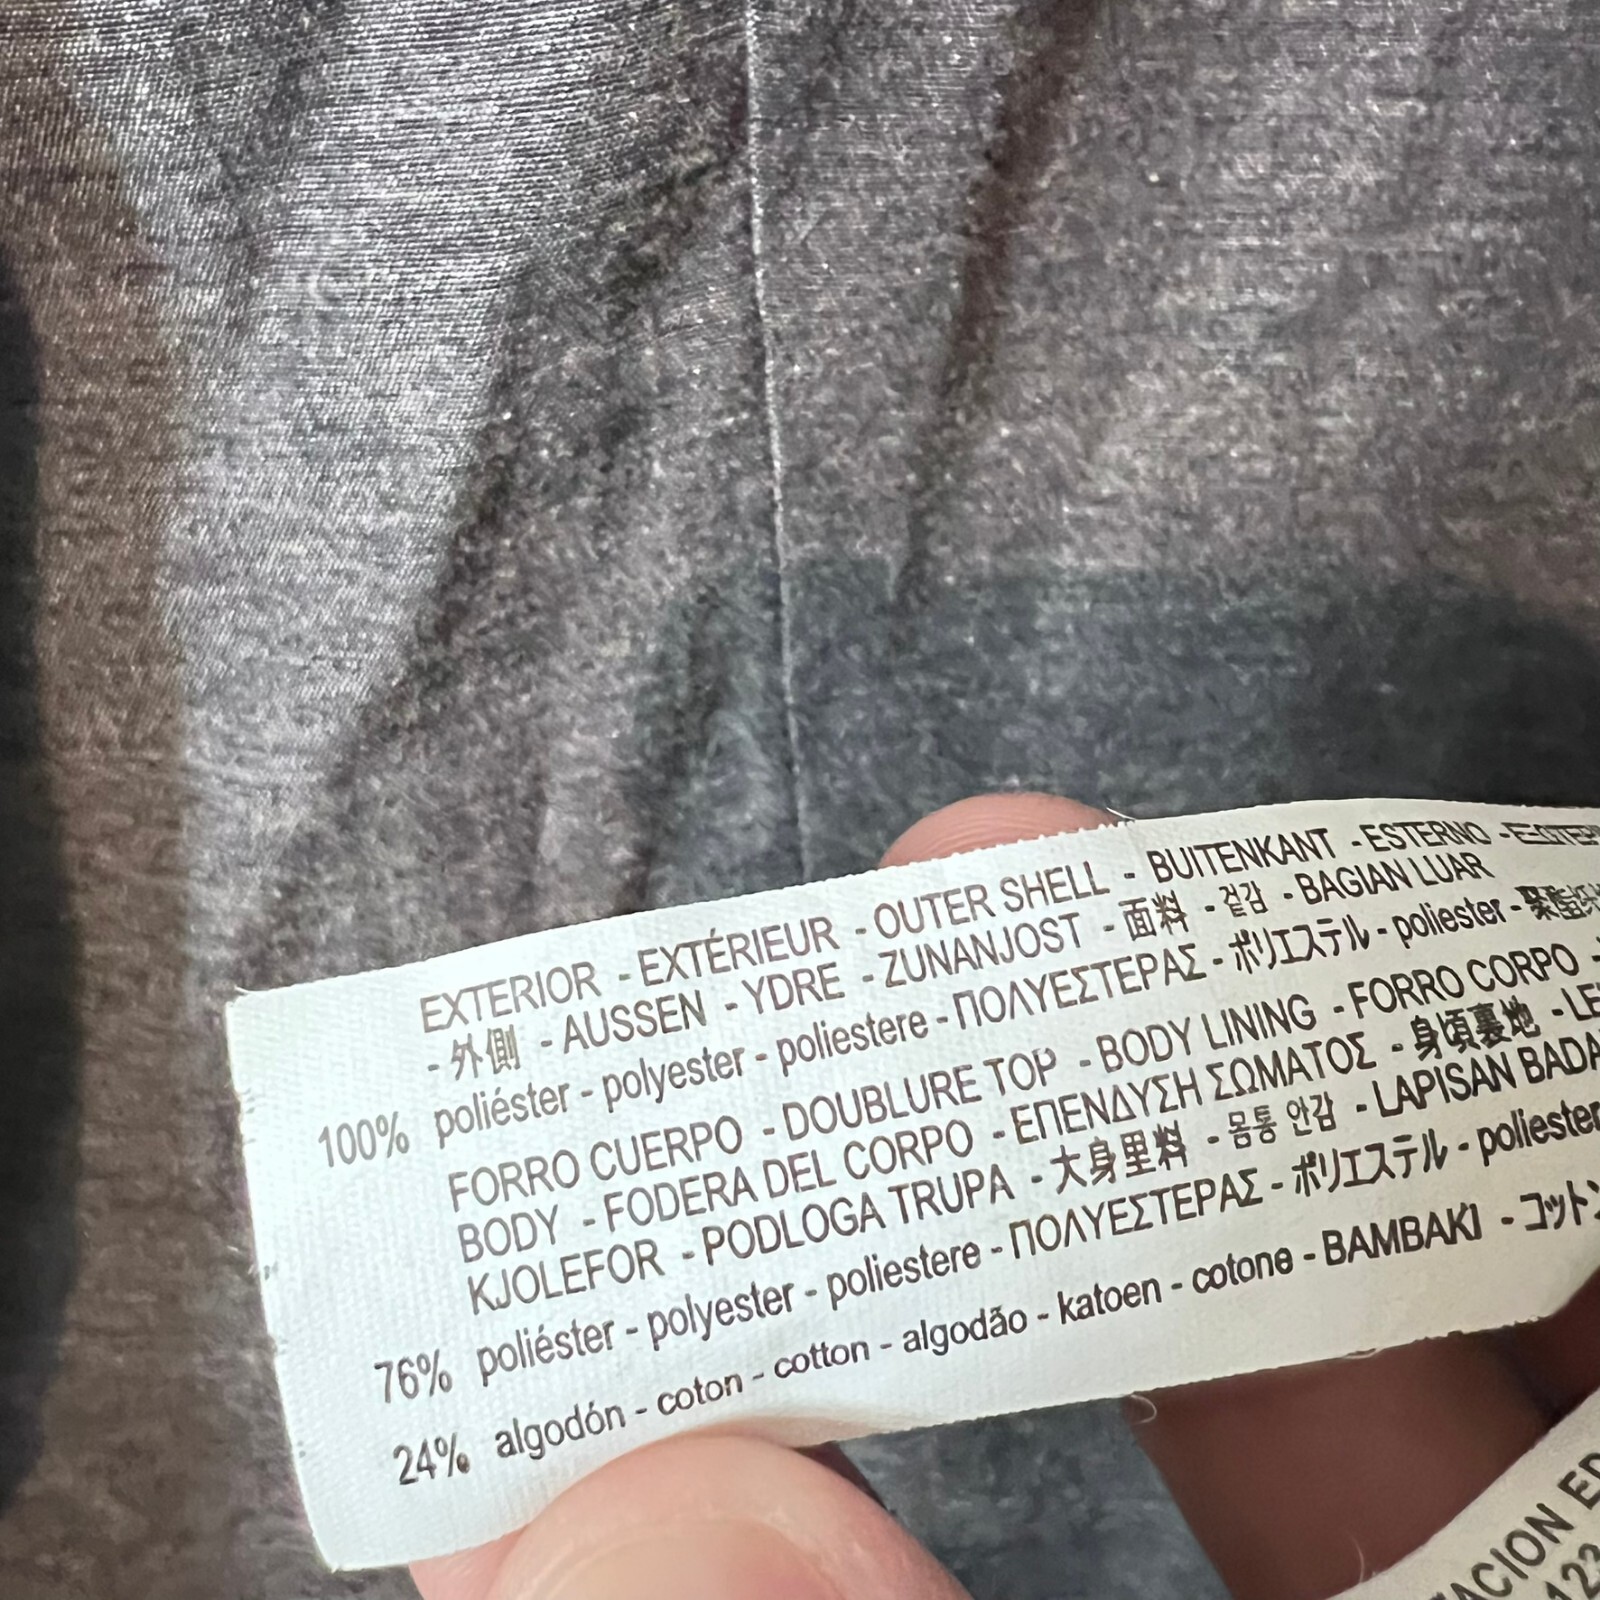 EXTERIOR - EXTÉRIEUR - OUTER SHELL - BUITENKANT - ESTERNO -
- 外側 - AUSSEN - YDRE - ZUNANJOST - 面料 - 겉감 - BAGIAN LUAR
100% poliéster - polyester - poliestere - ΠΟΛΥΕΣΤΕΡΑΣ - ポリエステル - poliester -
FORRO CUERPO - DOUBLURE TOP - BODY LINING - FORRO CORPO -
BODY - FODERA DEL CORPO - ΕΠΕΝΔΥΣΗ ΣΩΜΑΤΟΣ - 身頃裏地 -
KJOLEFOR - PODLOGA TRUPA - 大身里料 - 몸통 안감 - LAPISAN
76% poliéster - polyester - poliestere - ΠΟΛΥΕΣΤΕΡΑΣ - ポリエステル - poliester
24% algodón - coton - cotton - algodão - katoen - cotone - BAMBAKI - コットン